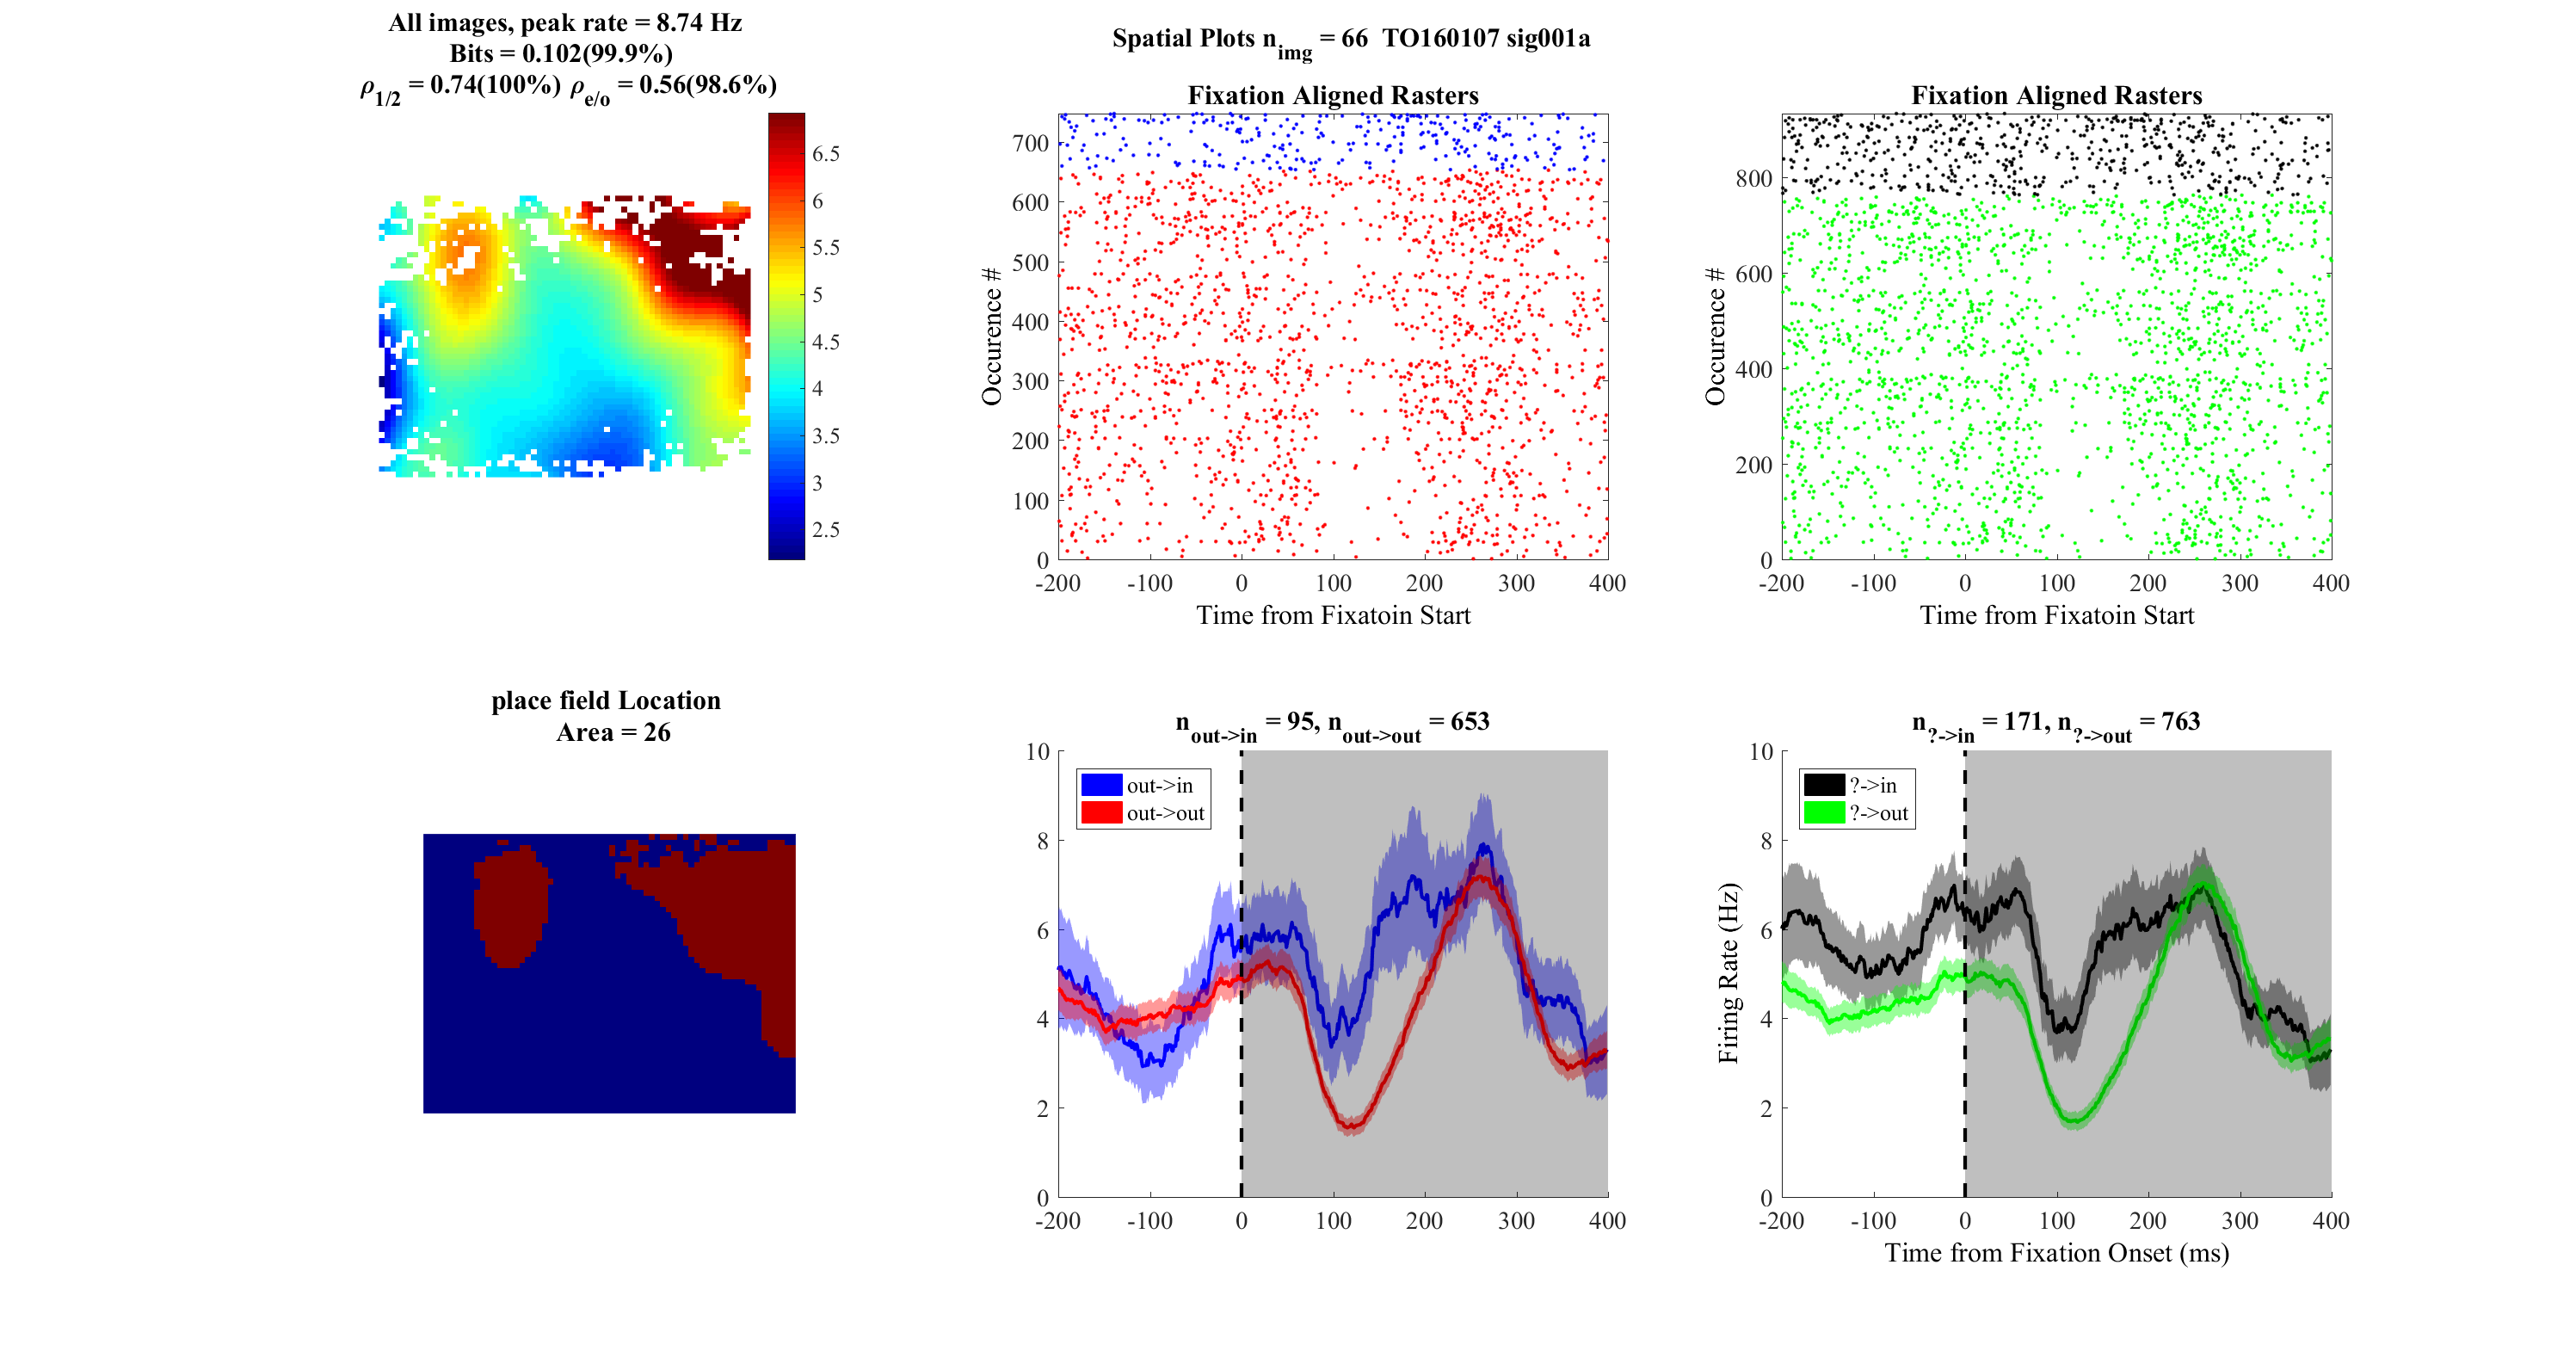 All images, peak rate = 8.74 Hz
Bits = 0.102(99.9%)
ρ1/2 = 0.74(100%) ρe/o = 0.56(98.6%)
6.5
6
5.5
5
4.5
4
3.5
3
2.5
Spatial Plots nimg = 66 TO160107 sig001a
Fixation Aligned Rasters
Occurence #
700
600
500
400
300
200
100
0
-200 -100 0 100 200 300 400
Time from Fixatoin Start
Fixation Aligned Rasters
Occurence #
800
600
400
200
0
-200 -100 0 100 200 300 400
Time from Fixatoin Start
place field Location
Area = 26
nout->in = 95, nout->out = 653
out->in
out->out
10
8
6
4
2
0
-200 -100 0 100 200 300 400
n?->in = 171, n?->out = 763
?->in
?->out
Firing Rate (Hz)
10
8
6
4
2
0
-200 -100 0 100 200 300 400
Time from Fixation Onset (ms)